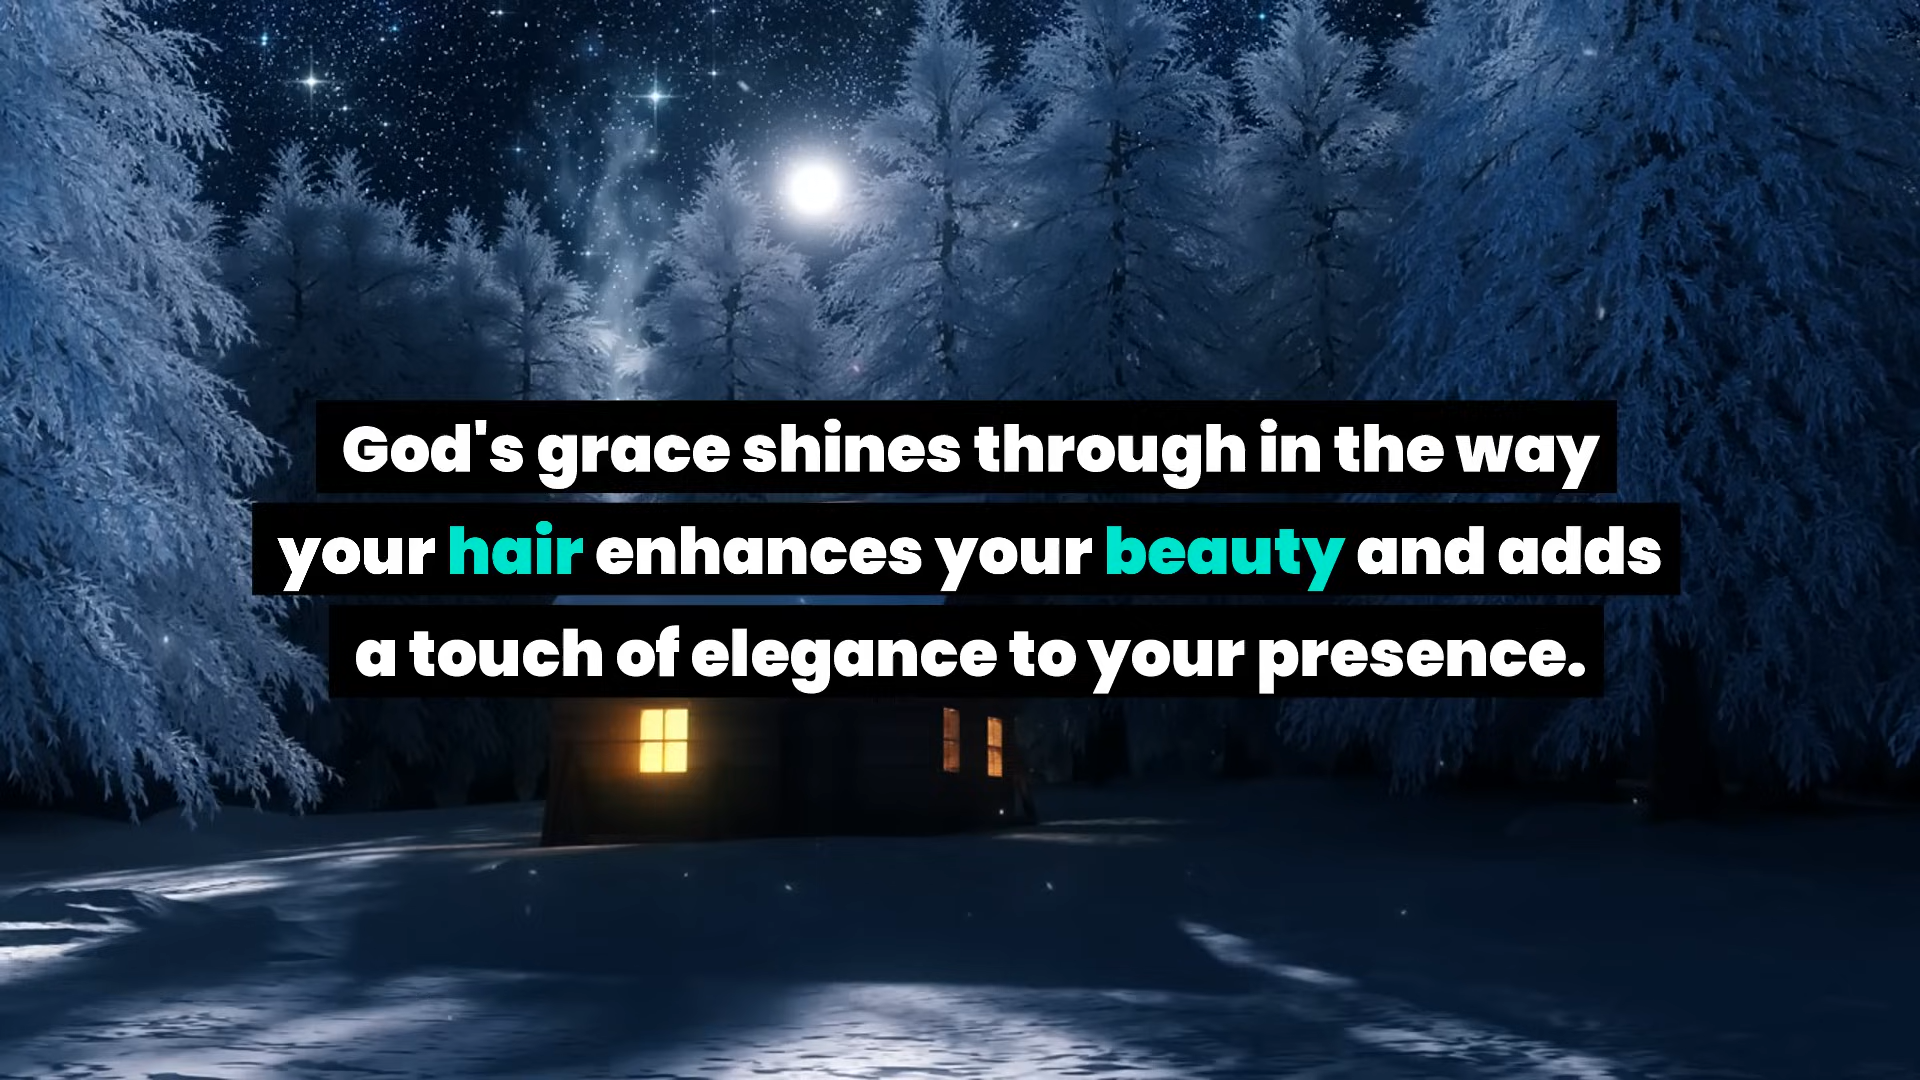 God's grace shines through in the way
your hair enhances your beauty and adds
a touch of elegance to your presence.